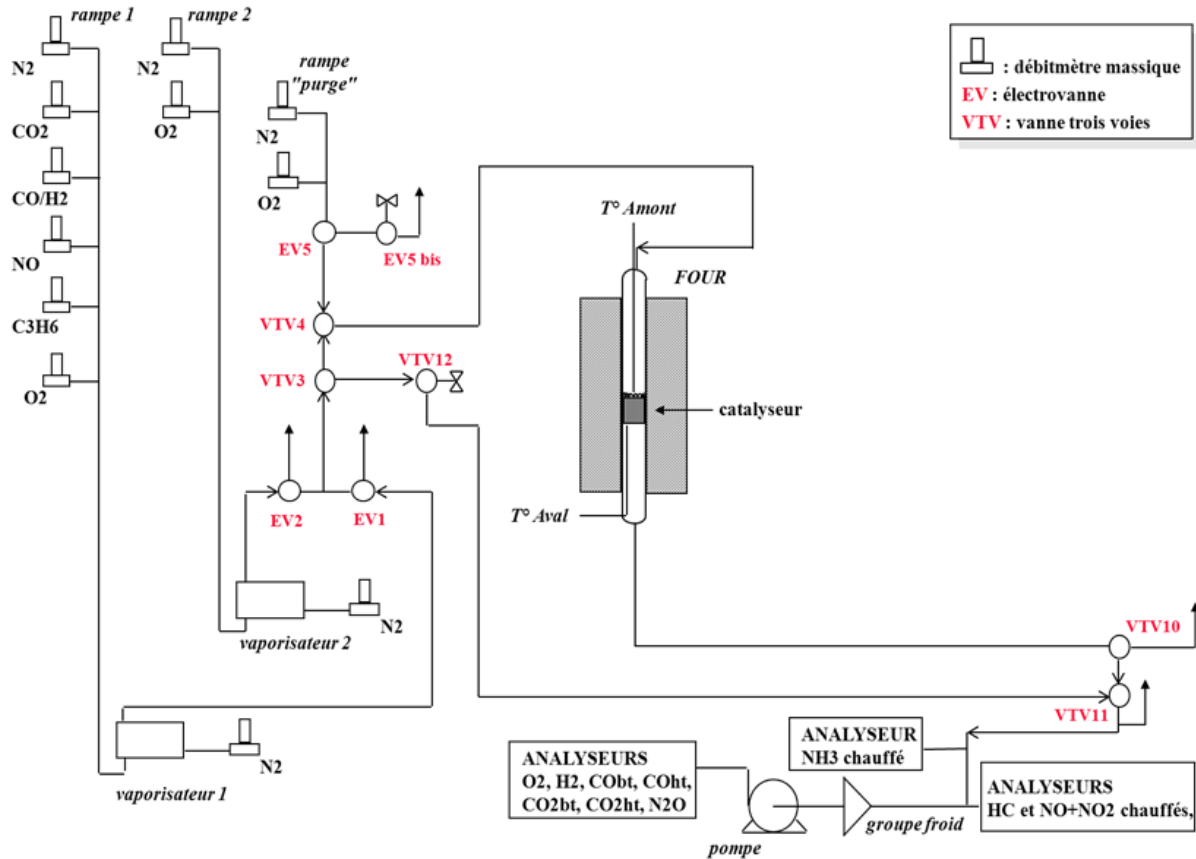 rampe 1
rampe 2
N2
CO2
CO/H2
NO
C3H6
O2
N2
O2
rampe
"purge"
N2
O2
EV5
EV5 bis
VTV4
VTV3
VTV12
EV2
EV1
vaporisateur 2
N2
vaporisateur 1
N2
: débitmètre massique
EV : électrovanne
VTV : vanne trois voies
T° Amont
FOUR
catalyseur
T° Aval
VTV10
VTV11
ANALYSEUR
NH3 chauffé
ANALYSEURS
O2, H2, CObt, COht,
CO2bt, CO2ht, N2O
ANALYSEURS
HC et NO+NO2 chauffés,
groupe froid
pompe